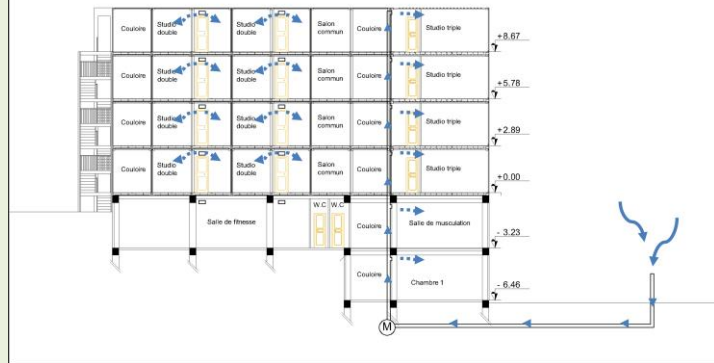 Couloire Studio double Studio double Salon commun Couloire Studio triple
+8.67
Couloire Studio double Studio double Salon commun Couloire Studio triple
+5.78
Couloire Studio double Studio double Salon commun Couloire Studio triple
+2.89
Couloire Studio double Studio double Salon commun Couloire Studio triple
+0.00
W.C W.C
Salle de fitnesse Couloire Salle de musculation
- 3.23
Couloire Chambre 1
- 6.46
M